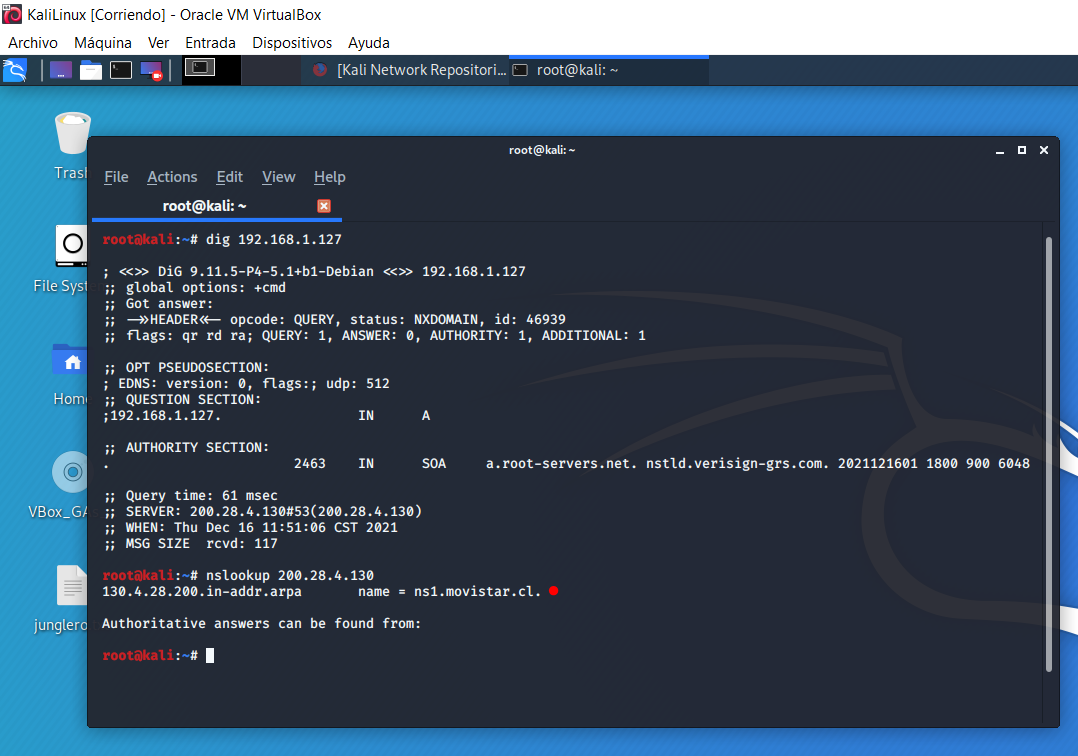 KaliLinux [Corriendo] - Oracle VM VirtualBox
Archivo Máquina Ver Entrada Dispositivos Ayuda
[Kali Network Repositori... root@kali: ~
Trash
File Syst
Home
VBox_GA
junglero
root@kali:~
File Actions Edit View Help
root@kali: ~
root@kali:~# dig 192.168.1.127
; <<>> DiG 9.11.5-P4-5.1+b1-Debian <<>> 192.168.1.127
;; global options: +cmd
;; Got answer:
;; ->>HEADER<<- opcode: QUERY, status: NXDOMAIN, id: 46939
;; flags: qr rd ra; QUERY: 1, ANSWER: 0, AUTHORITY: 1, ADDITIONAL: 1
;; OPT PSEUDOSECTION:
; EDNS: version: 0, flags:; udp: 512
;; QUESTION SECTION:
;192.168.1.127. IN A
;; AUTHORITY SECTION:
. 2463 IN SOA a.root-servers.net. nstld.verisign-grs.com. 2021121601 1800 900 6048
;; Query time: 61 msec
;; SERVER: 200.28.4.130#53(200.28.4.130)
;; WHEN: Thu Dec 16 11:51:06 CST 2021
;; MSG SIZE rcvd: 117
root@kali:~# nslookup 200.28.4.130
130.4.28.200.in-addr.arpa name = ns1.movistar.cl.
Authoritative answers can be found from:
root@kali:~#